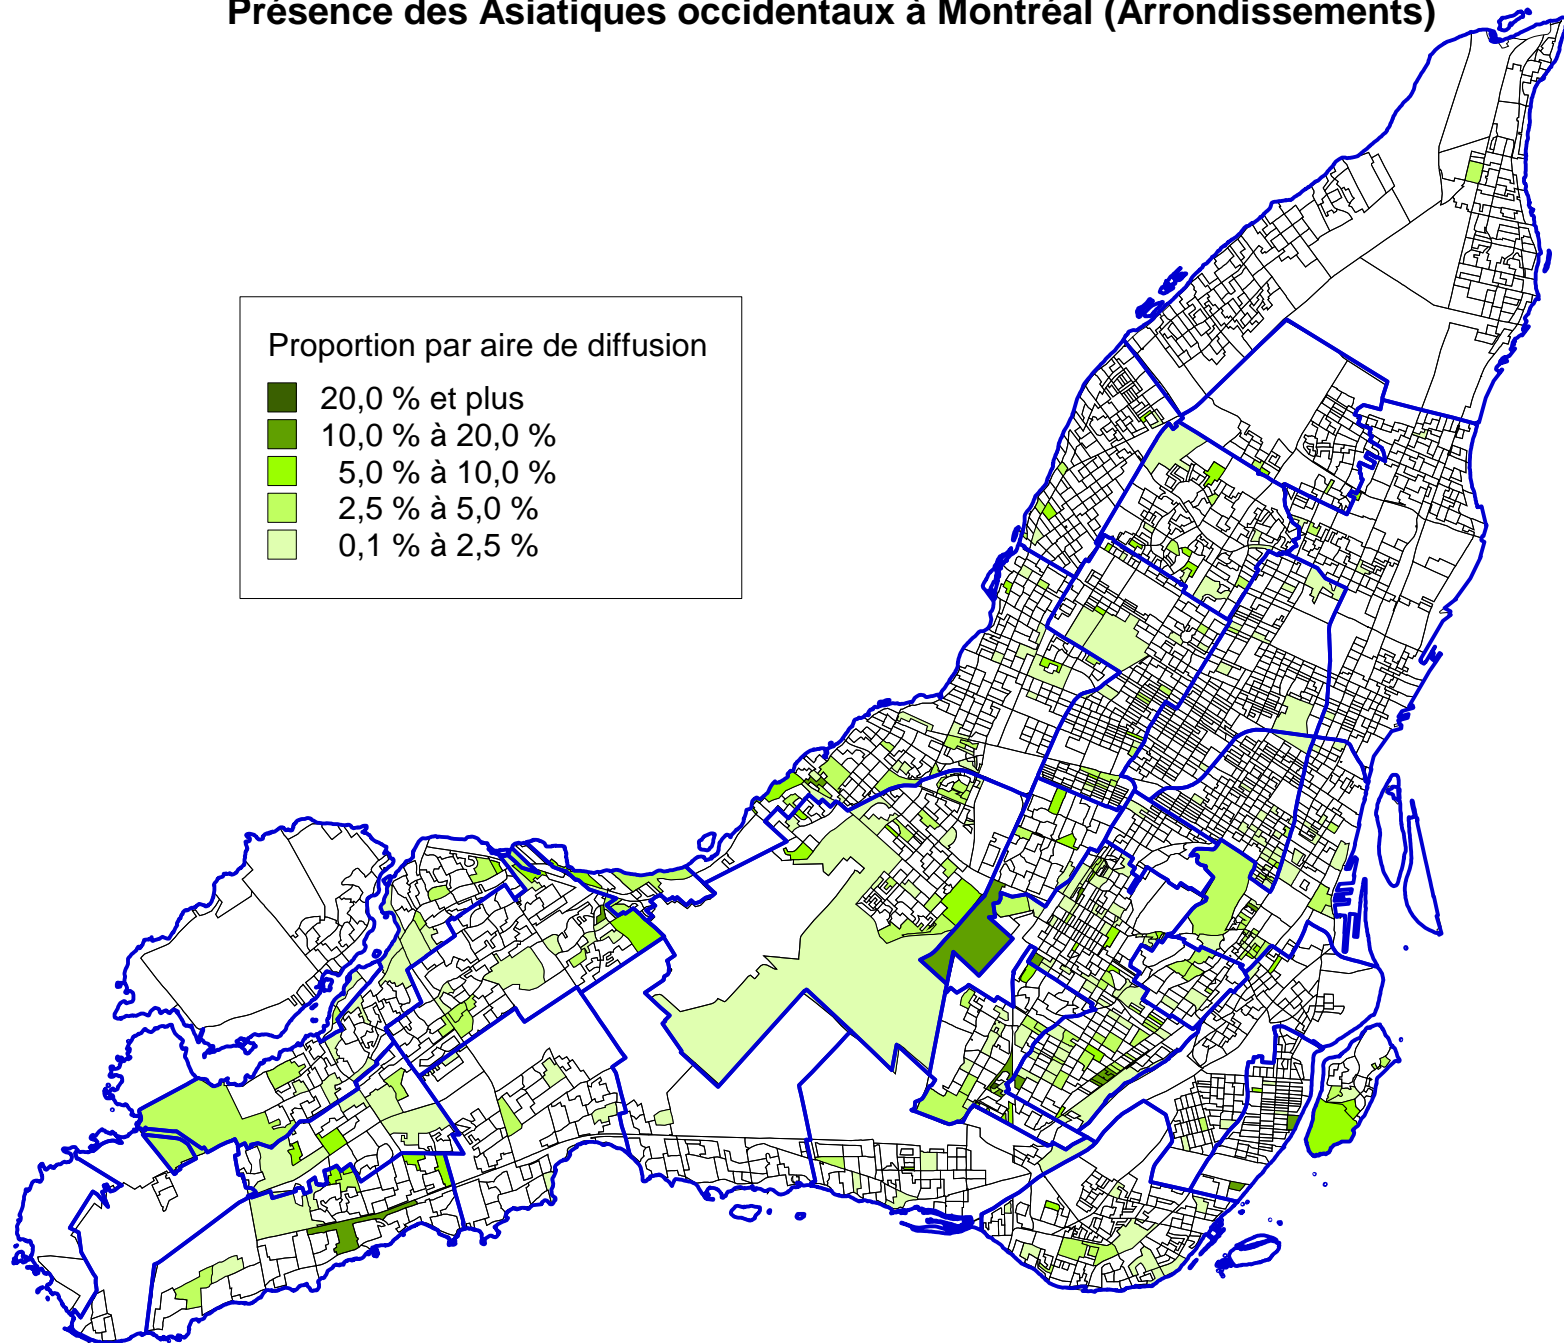 Présence des Asiatiques occidentaux à Montréal (Arrondissements)
Proportion par aire de diffusion
20,0 % et plus
10,0 % à 20,0 %
5,0 % à 10,0 %
2,5 % à 5,0 %
0,1 % à 2,5 %